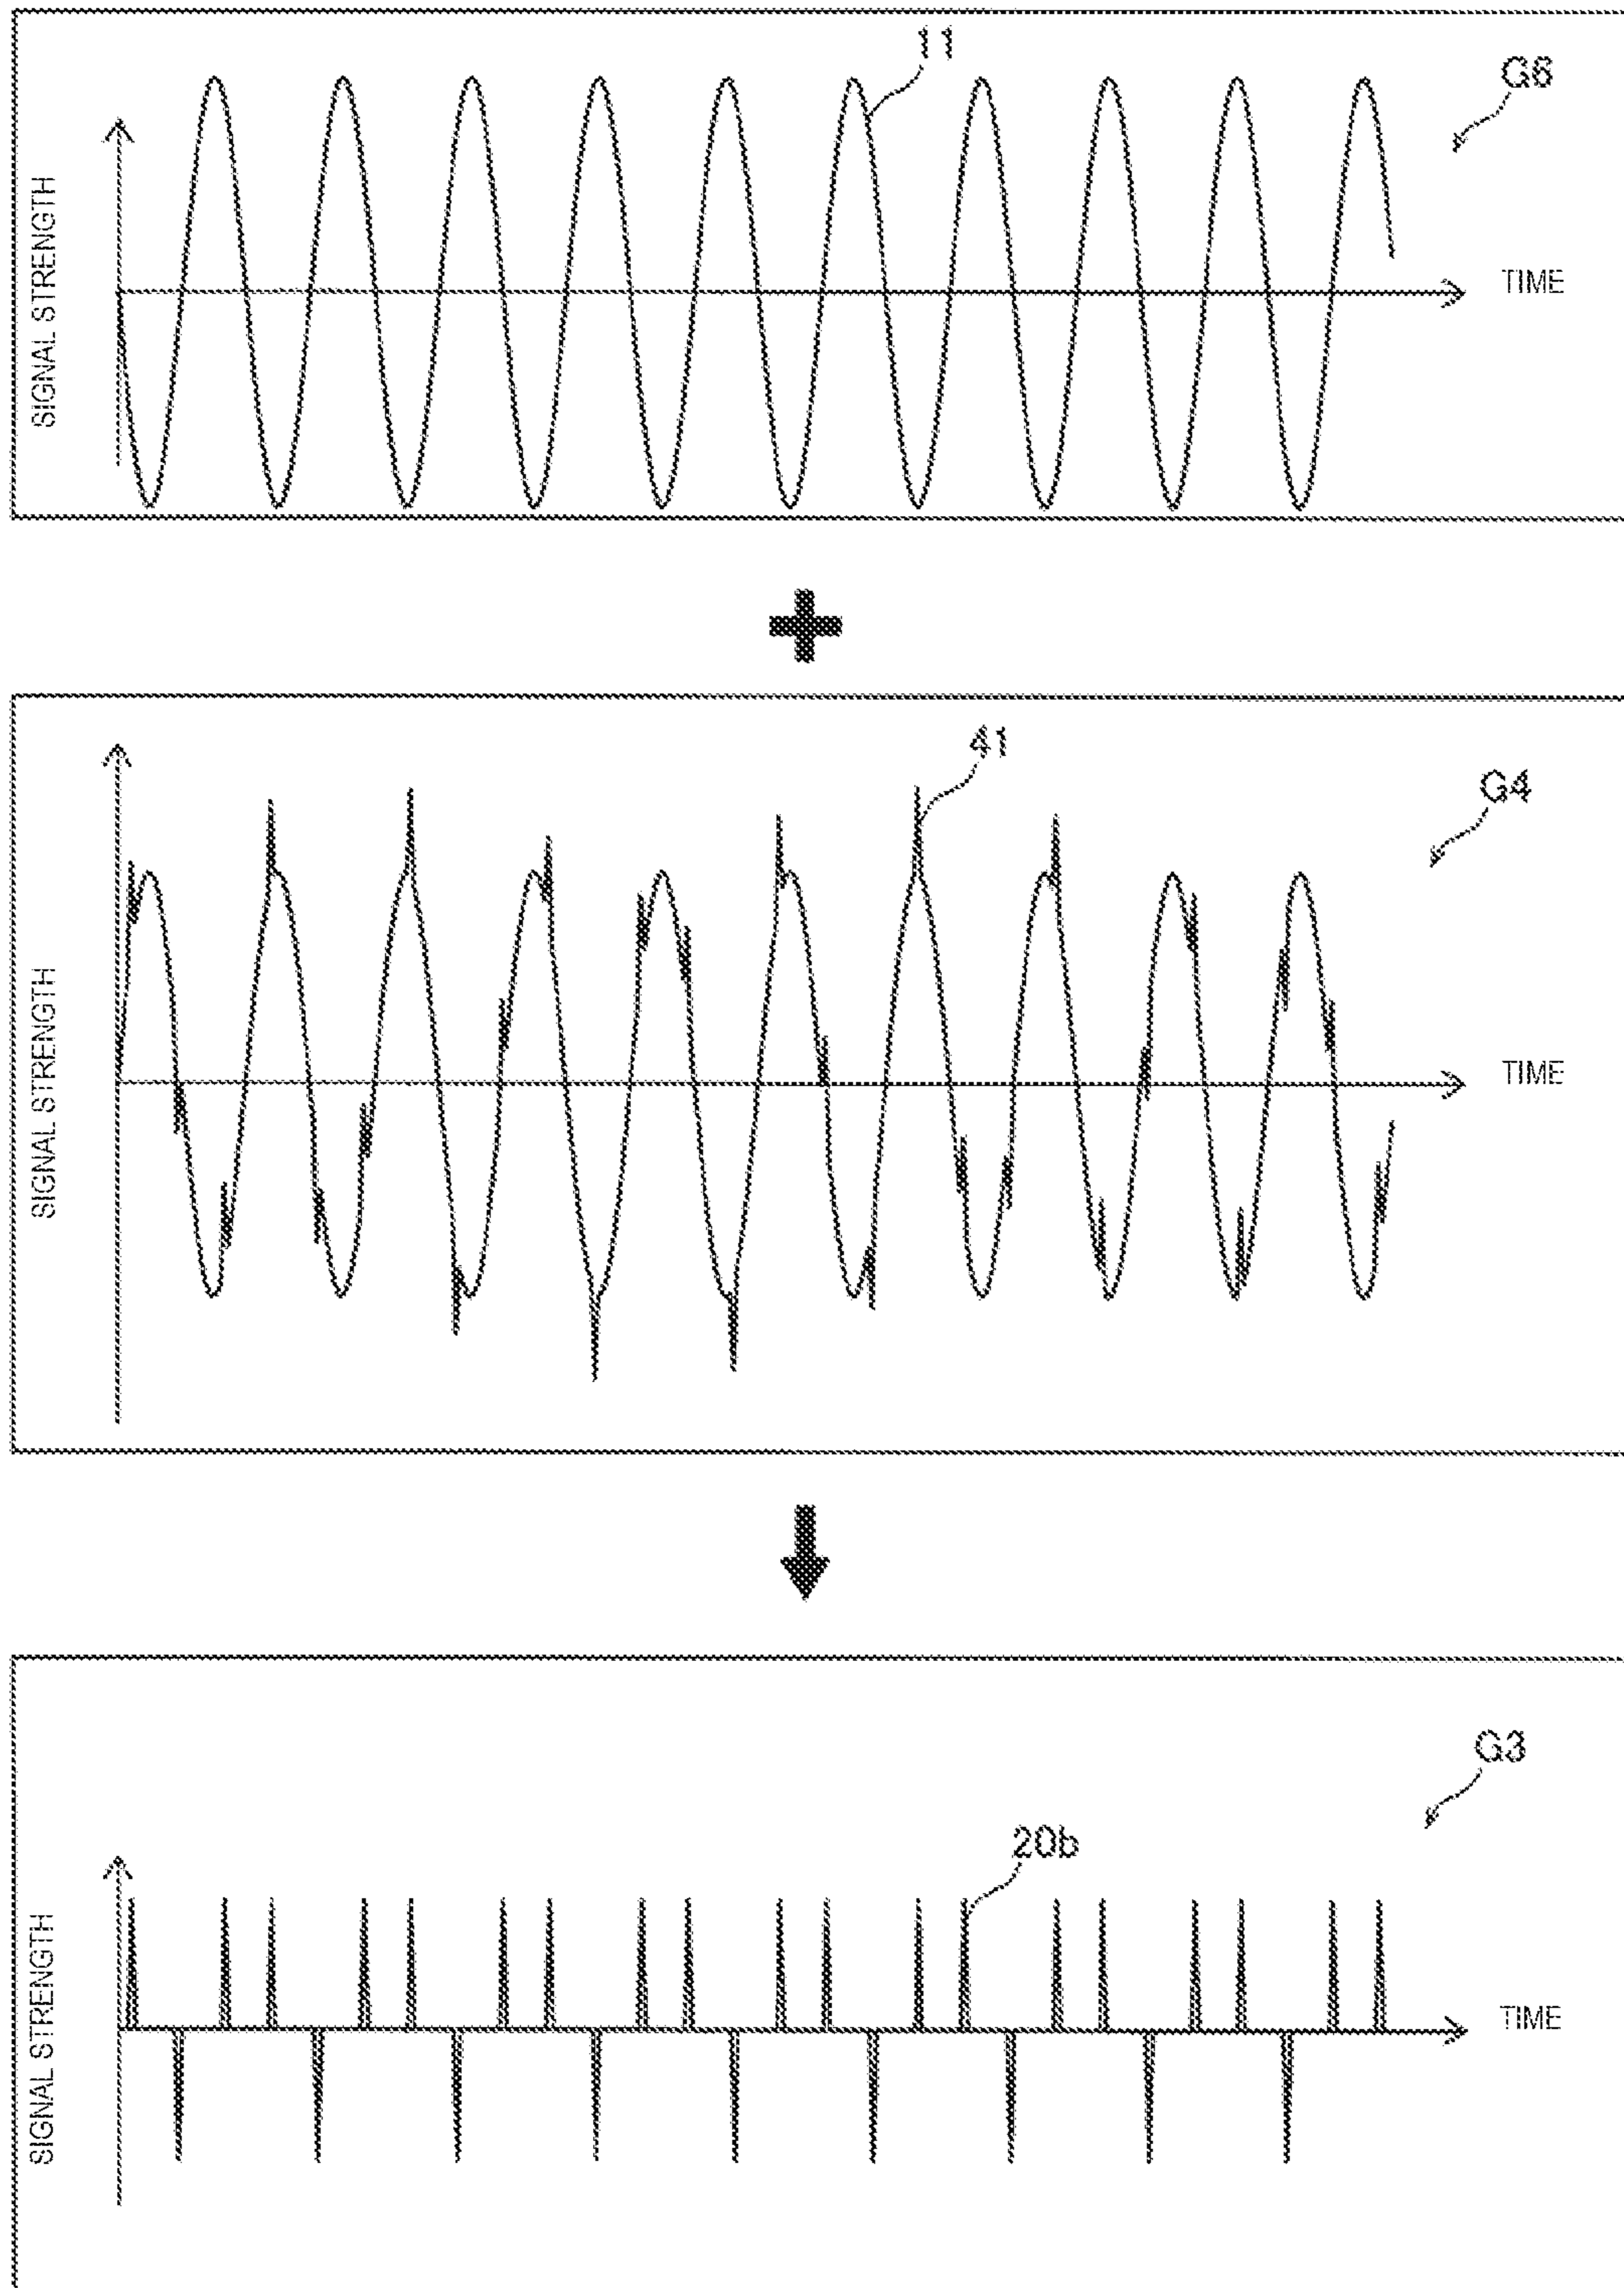 11
G6
SIGNAL STRENGTH
TIME
41
G4
SIGNAL STRENGTH
TIME
G3
20b
SIGNAL STRENGTH
TIME